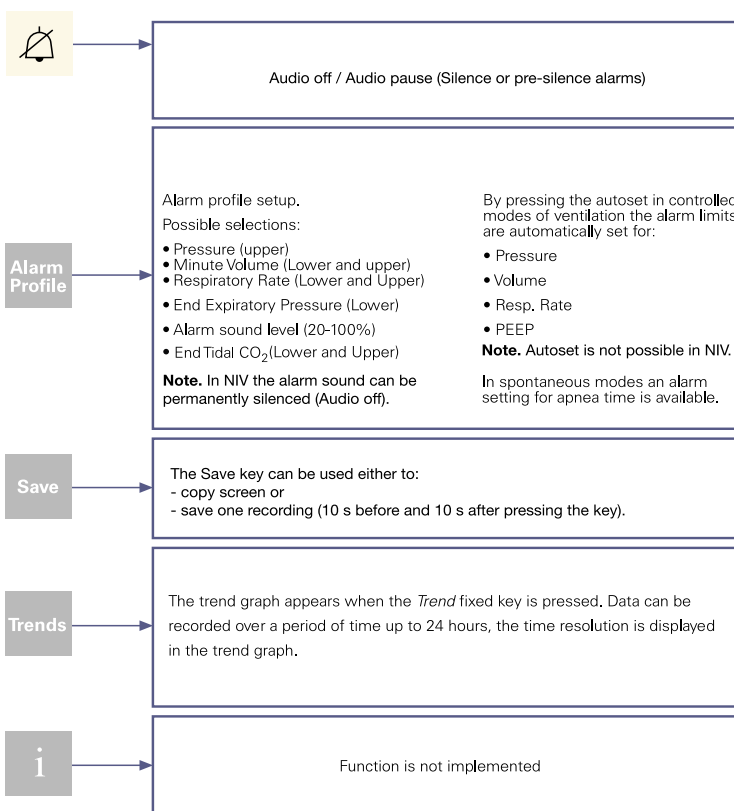 Audio off / Audio pause (Silence or pre-silence alarms)
Alarm
Profile
Alarm profile setup.
Possible selections:
• Pressure (upper)
• Minute Volume (Lower and upper)
• Respiratory Rate (Lower and Upper)
• End Expiratory Pressure (Lower)
• Alarm sound level (20-100%)
• End Tidal CO₂(Lower and Upper)
Note. In NIV the alarm sound can be
permanently silenced (Audio off).
By pressing the autoset in controlled
modes of ventilation the alarm limits
are automatically set for:
• Pressure
• Volume
• Resp. Rate
• PEEP
Note. Autoset is not possible in NIV.
In spontaneous modes an alarm
setting for apnea time is available.
Save
The Save key can be used either to:
- copy screen or
- save one recording (10 s before and 10 s after pressing the key).
Trends
The trend graph appears when the Trend fixed key is pressed. Data can be
recorded over a period of time up to 24 hours, the time resolution is displayed
in the trend graph.
i
Function is not implemented